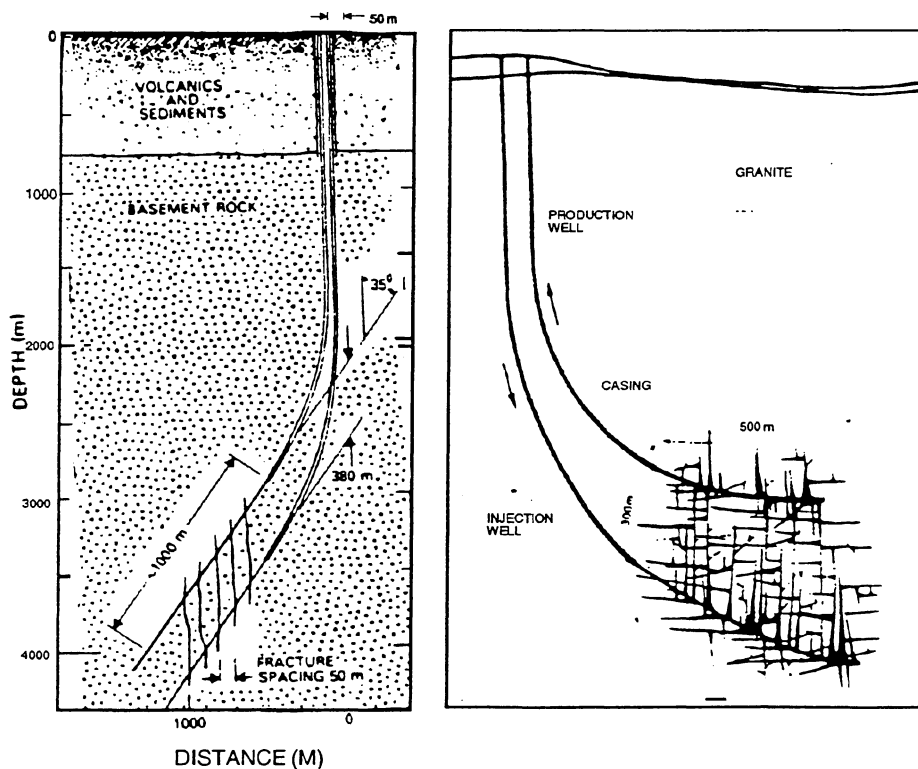 50 m
0
VOLCANICS
AND
SEDIMENTS
1000
BASEMENT ROCK
35°
2000
DEPTH (m)
380 m
3000
~1000 m
4000
FRACTURE
SPACING 50 m
1000
0
DISTANCE (M)
GRANITE
PRODUCTION
WELL
CASING
500 m
300m
INJECTION
WELL